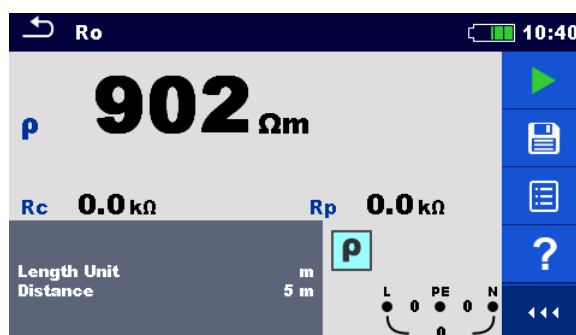 Ro 10:40
ρ 902 Ωm
Rc 0.0 kΩ Rp 0.0 kΩ
ρ
Length Unit m
Distance 5 m
L PE N
0 0
0
?